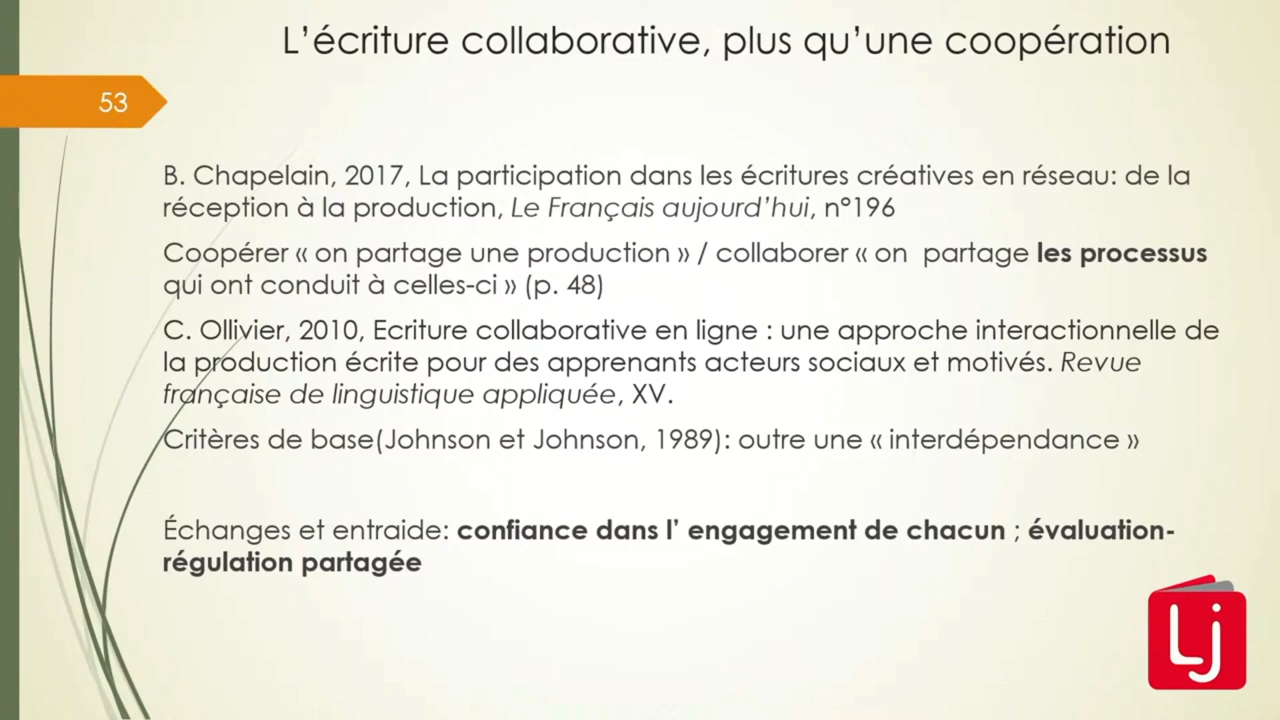 L’écriture collaborative, plus qu’une coopération
53
B. Chapelain, 2017, La participation dans les écritures créatives en réseau: de la
réception à la production, Le Français aujourd’hui, n°196
Coopérer « on partage une production » / collaborer « on  partage les processus
qui ont conduit à celles-ci » (p. 48)
C. Ollivier, 2010, Ecriture collaborative en ligne : une approche interactionnelle de
la production écrite pour des apprenants acteurs sociaux et motivés. Revue
française de linguistique appliquée, XV.
Critères de base(Johnson et Johnson, 1989): outre une « interdépendance »
Échanges et entraide: confiance dans l’ engagement de chacun ; évaluation-
régulation partagée
Lj